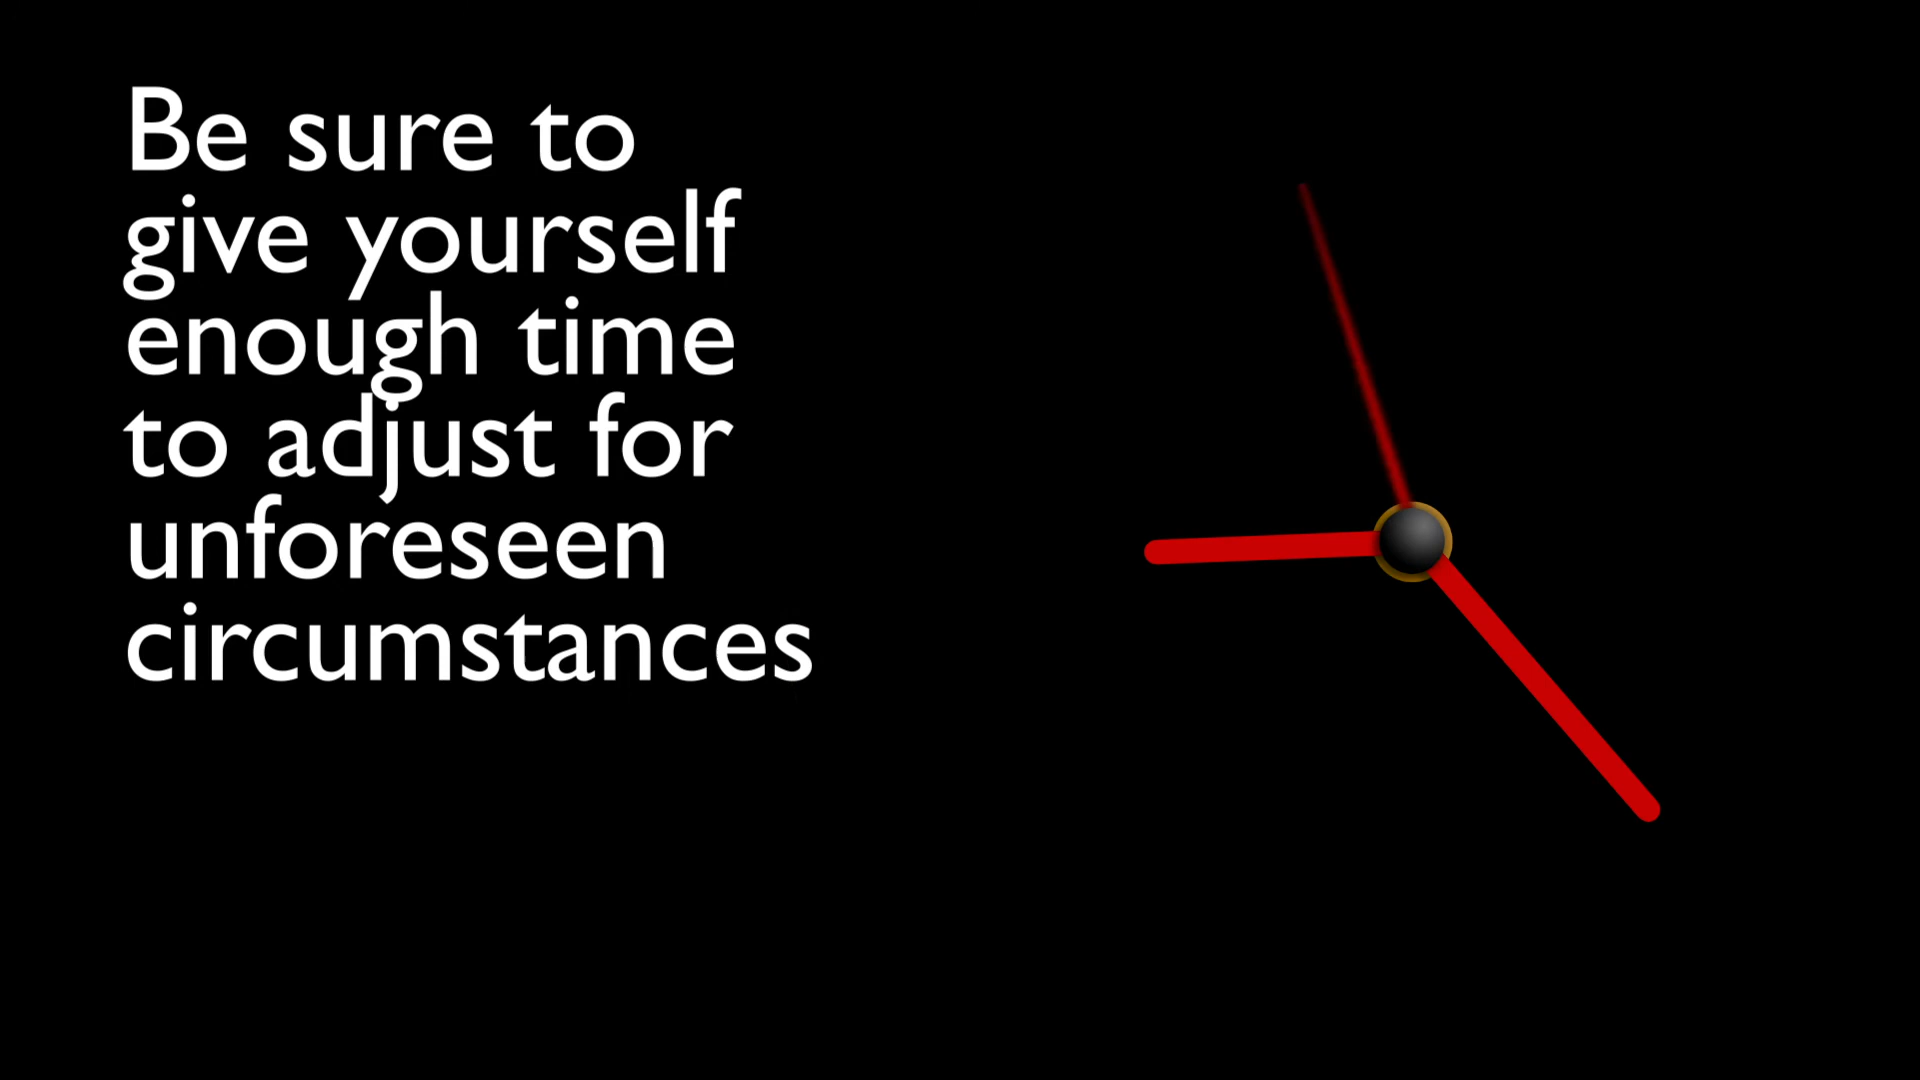 Be sure to
give yourself
enough time
to adjust for
unforeseen
circumstances